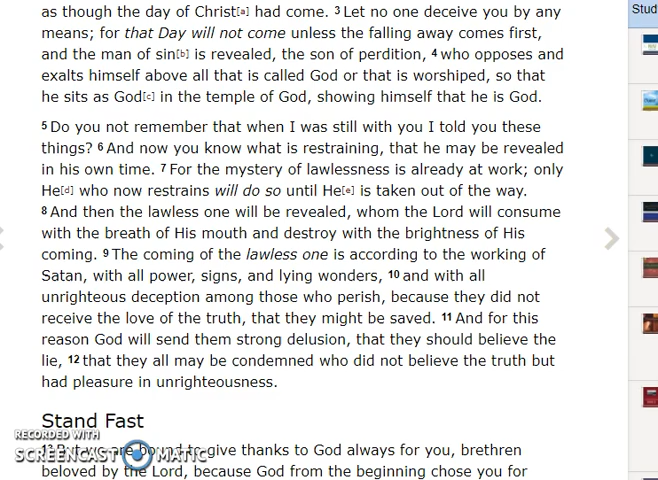 as though the day of Christ[a] had come. 3 Let no one deceive you by any
means; for that Day will not come unless the falling away comes first,
and the man of sin[b] is revealed, the son of perdition, 4 who opposes and
exalts himself above all that is called God or that is worshiped, so that
he sits as God[c] in the temple of God, showing himself that he is God.
5 Do you not remember that when I was still with you I told you these
things? 6 And now you know what is restraining, that he may be revealed
in his own time. 7 For the mystery of lawlessness is already at work; only
He[d] who now restrains will do so until He[e] is taken out of the way.
8 And then the lawless one will be revealed, whom the Lord will consume
with the breath of His mouth and destroy with the brightness of His
coming. 9 The coming of the lawless one is according to the working of
Satan, with all power, signs, and lying wonders, 10 and with all
unrighteous deception among those who perish, because they did not
receive the love of the truth, that they might be saved. 11 And for this
reason God will send them strong delusion, that they should believe the
lie, 12 that they all may be condemned who did not believe the truth but
had pleasure in unrighteousness.
Stand Fast
13 But we are bound to give thanks to God always for you, brethren
beloved by the Lord, because God from the beginning chose you for
Stud
RECORDED WITH
SCREENCAST MATIC